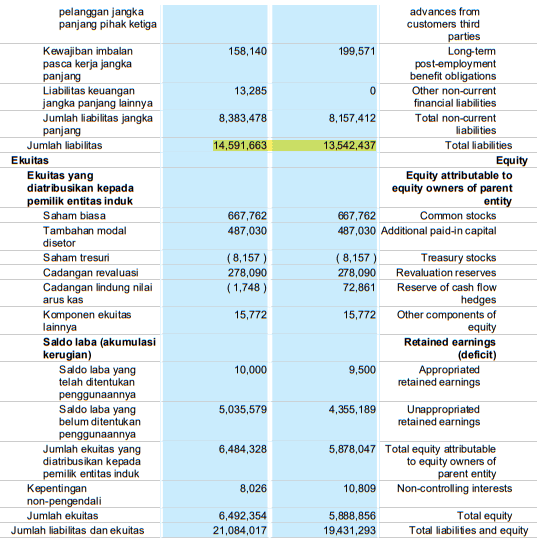 pelanggan jangka advances from
panjang pihak ketiga customers third
parties
Kewajiban imbalan 158,140 199,571 Long-term
pasca kerja jangka post-employment
panjang benefit obligations
Liabilitas keuangan 13,285 0 Other non-current
jangka panjang lainnya financial liabilities
Jumlah liabilitas jangka 8,383,478 8,157,412 Total non-current
panjang liabilities
Jumlah liabilitas 14,591,663 13,542,437 Total liabilities
Ekuitas Equity
Ekuitas yang Equity attributable to
diatribusikan kepada equity owners of parent
pemilik entitas induk entity
Saham biasa 667,762 667,762 Common stocks
Tambahan modal 487,030 487,030 Additional paid-in capital
disetor
Saham tresuri ( 8,157 ) ( 8,157 ) Treasury stocks
Cadangan revaluasi 278,090 278,090 Revaluation reserves
Cadangan lindung nilai ( 1,748 ) 72,861 Reserve of cash flow
arus kas hedges
Komponen ekuitas 15,772 15,772 Other components of
lainnya equity
Saldo laba (akumulasi Retained earnings
kerugian) (deficit)
Saldo laba yang 10,000 9,500 Appropriated
telah ditentukan retained earnings
penggunaannya
Saldo laba yang 5,035,579 4,355,189 Unappropriated
belum ditentukan retained earnings
penggunaannya
Jumlah ekuitas yang 6,484,328 5,878,047 Total equity attributable
diatribusikan kepada to equity owners of
pemilik entitas induk parent entity
Kepentingan 8,026 10,809 Non-controlling interests
non-pengendali
Jumlah ekuitas 6,492,354 5,888,856 Total equity
Jumlah liabilitas dan ekuitas 21,084,017 19,431,293 Total liabilities and equity